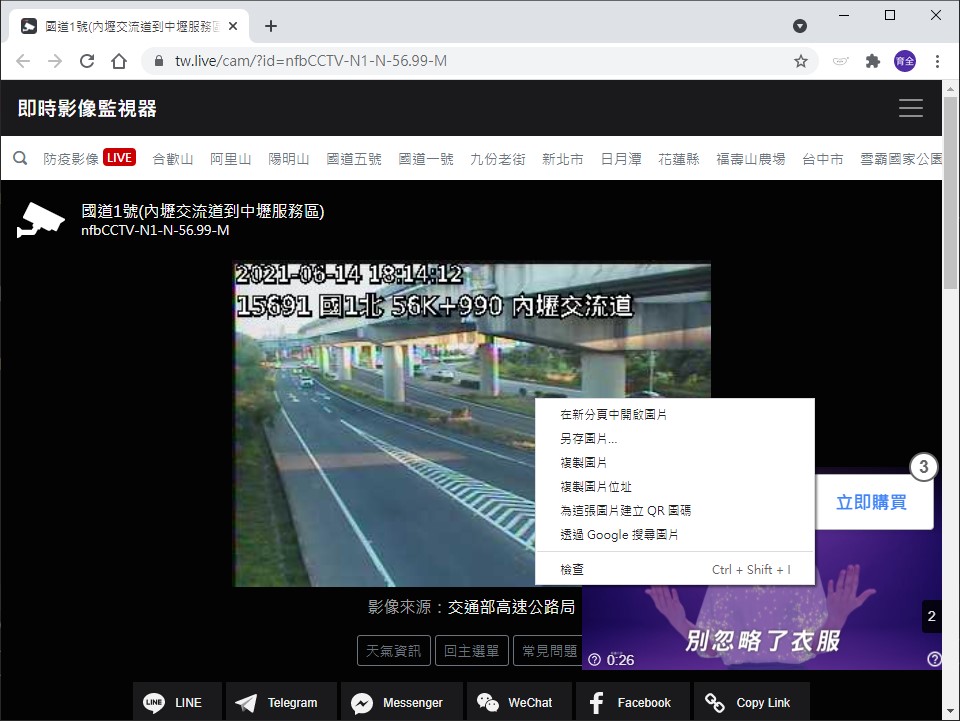 國道1號(內壢交流道到中壢服務區
育全
tw.live/cam/?id=nfbCCTV-N1-N-56.99-M
即時影像監視器
防疫影像 LIVE 合歡山 阿里山 陽明山 國道五號 國道一號 九份老街 新北市 日月潭 花蓮縣 福壽山農場 台中市 雪霸國家公園
國道1號(內壢交流道到中壢服務區)
nfbCCTV-N1-N-56.99-M
2021-06-14 18:14:12
15691 國1北 56K+990 內壢交流道
在新分頁中開啟圖片
另存圖片...
複製圖片
複製圖片位址
為這張圖片建立 QR 圖碼
透過 Google 搜尋圖片
檢查 Ctrl + Shift + I
3
立即購買
2
別忽略了衣服
0:26
影像來源：交通部高速公路局
天氣資訊 回主選單 常見問題
LINE LINE Telegram Messenger WeChat Facebook Copy Link